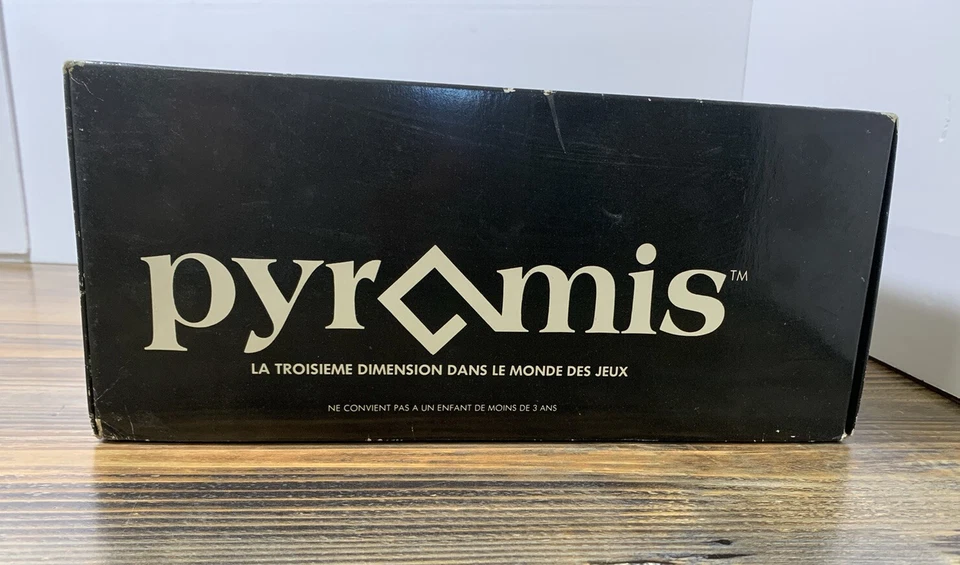 pyramis™
LA TROISIEME DIMENSION DANS LE MONDE DES JEUX
NE CONVIENT PAS A UN ENFANT DE MOINS DE 3 ANS